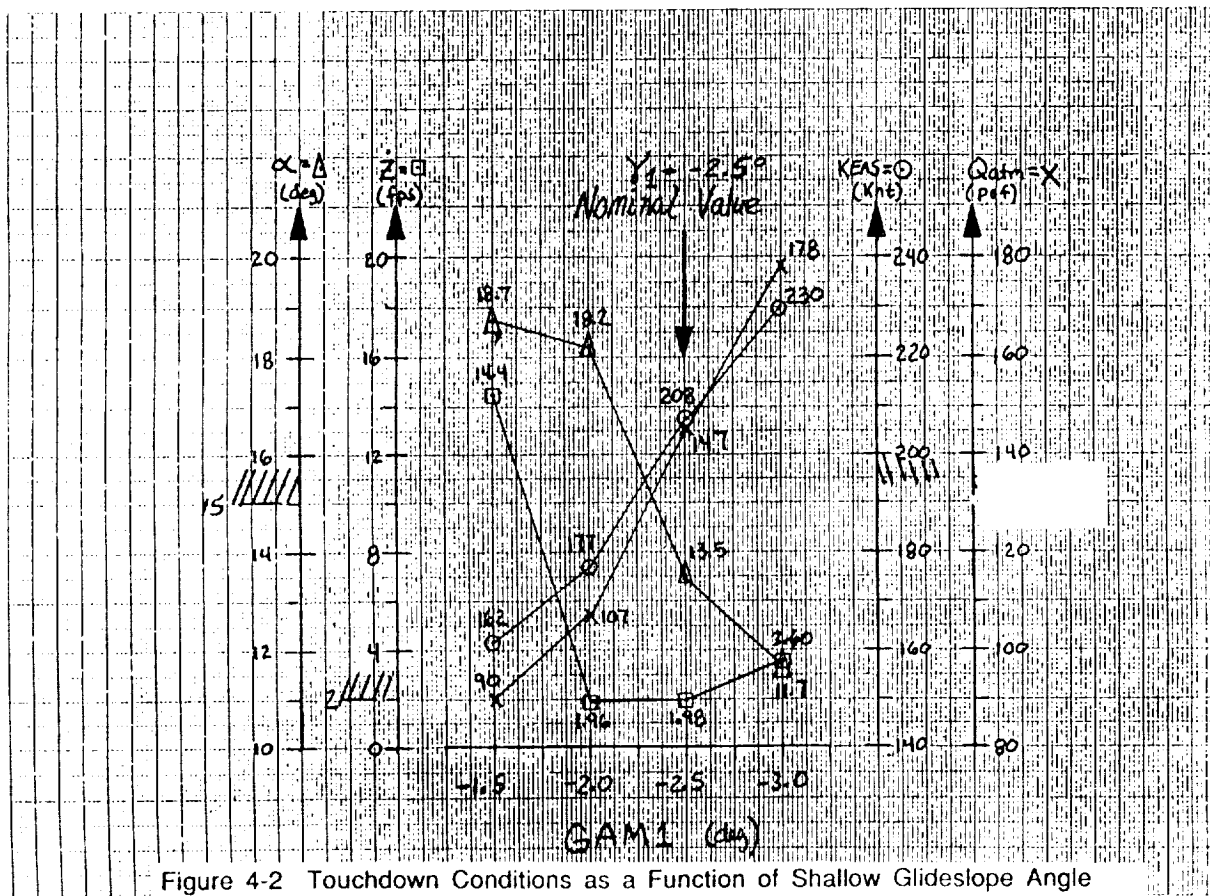 α=△ Ż=□ γ₁= -2.5° KEAS=⊙ Qatm=X
(deg) (fps) Nominal Value (Knt) (psf)
20 20 240 180
178
230
18.7 18.2
18 16 220 160
14.4
208
147
16 12 200 140
15
14 8 180 120
177 13.5
162 107
12 4 160 100
2.60
90 11.7
2
1.96 1.98
10 0 140 80
-1.5 -2.0 -2.5 -3.0
GAM1 (deg)
Figure 4-2 Touchdown Conditions as a Function of Shallow Glideslope Angle